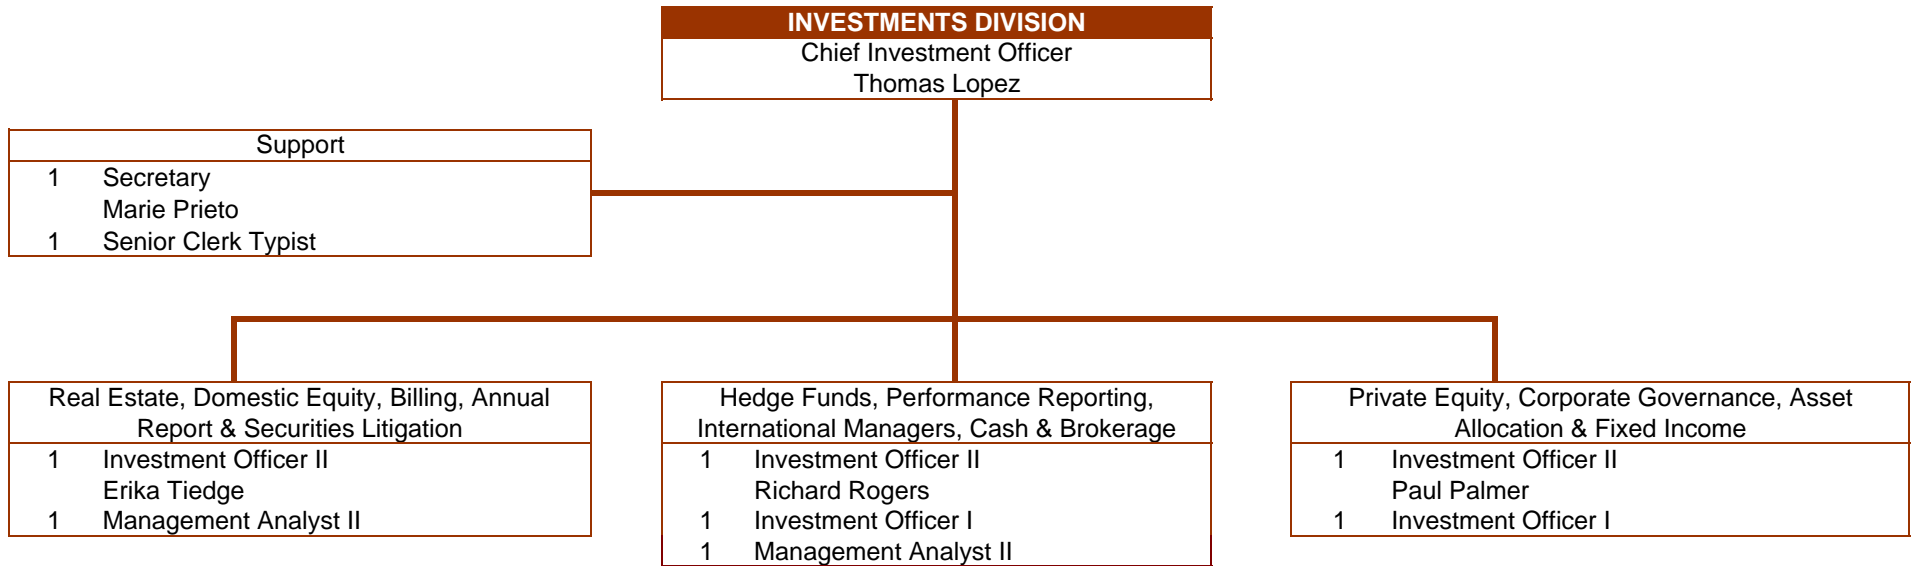 INVESTMENTS DIVISION
Chief Investment Officer
Thomas Lopez
Support
1 Secretary
Marie Prieto
1 Senior Clerk Typist
Real Estate, Domestic Equity, Billing, Annual
Report & Securities Litigation
1 Investment Officer II
Erika Tiedge
1 Management Analyst II
Hedge Funds, Performance Reporting,
International Managers, Cash & Brokerage
1 Investment Officer II
Richard Rogers
1 Investment Officer I
1 Management Analyst II
Private Equity, Corporate Governance, Asset
Allocation & Fixed Income
1 Investment Officer II
Paul Palmer
1 Investment Officer I